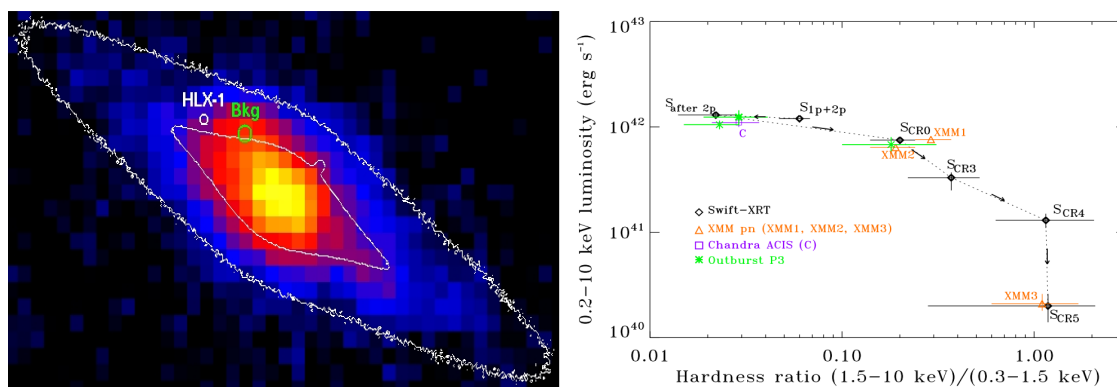 HLX-1
Bkg
10^43
10^42
10^41
10^40
0.2-10 keV luminosity (erg s^-1)
S_after 2p
S_1p+2p
C
S_CR0
XMM1
XMM2
S_CR3
S_CR4
XMM3
S_CR5
Swift-XRT
XMM pn (XMM1, XMM2, XMM3)
Chandra ACIS (C)
Outburst P3
0.01 0.10 1.00
Hardness ratio (1.5-10 keV)/(0.3-1.5 keV)